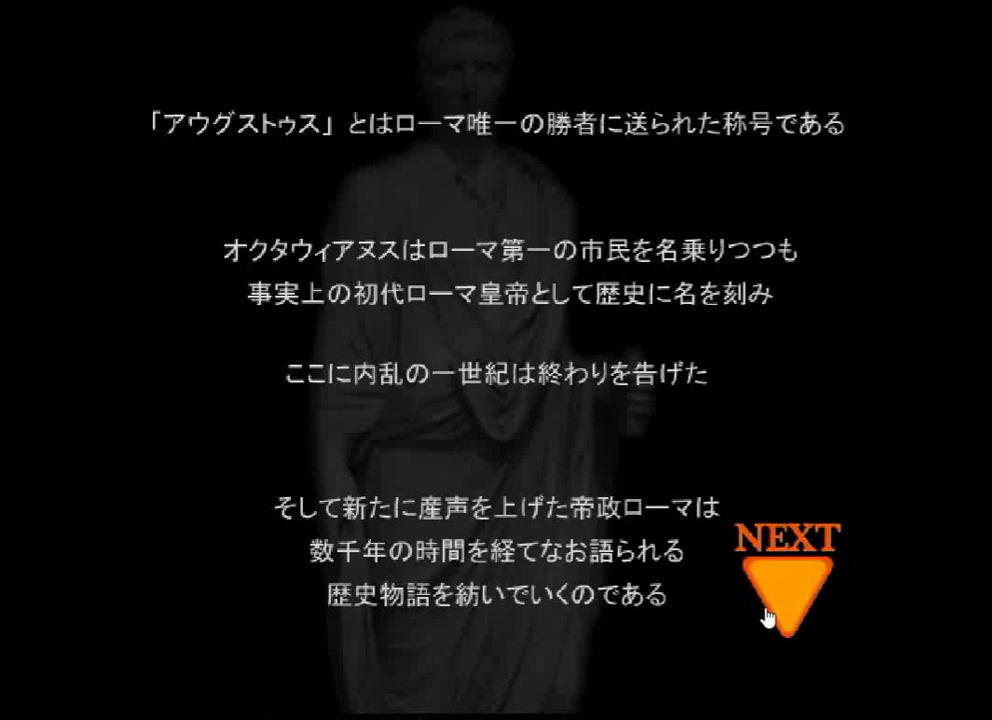 「アウグストゥス」とはローマ唯一の勝者に送られた称号である
オクタウィアヌスはローマ第一の市民を名乗りつつも
事実上の初代ローマ皇帝として歴史に名を刻み
ここに内乱の一世紀は終わりを告げた
そして新たに産声を上げた帝政ローマは
数千年の時間を経てなお語られる
歴史物語を紡いでいくのである
NEXT